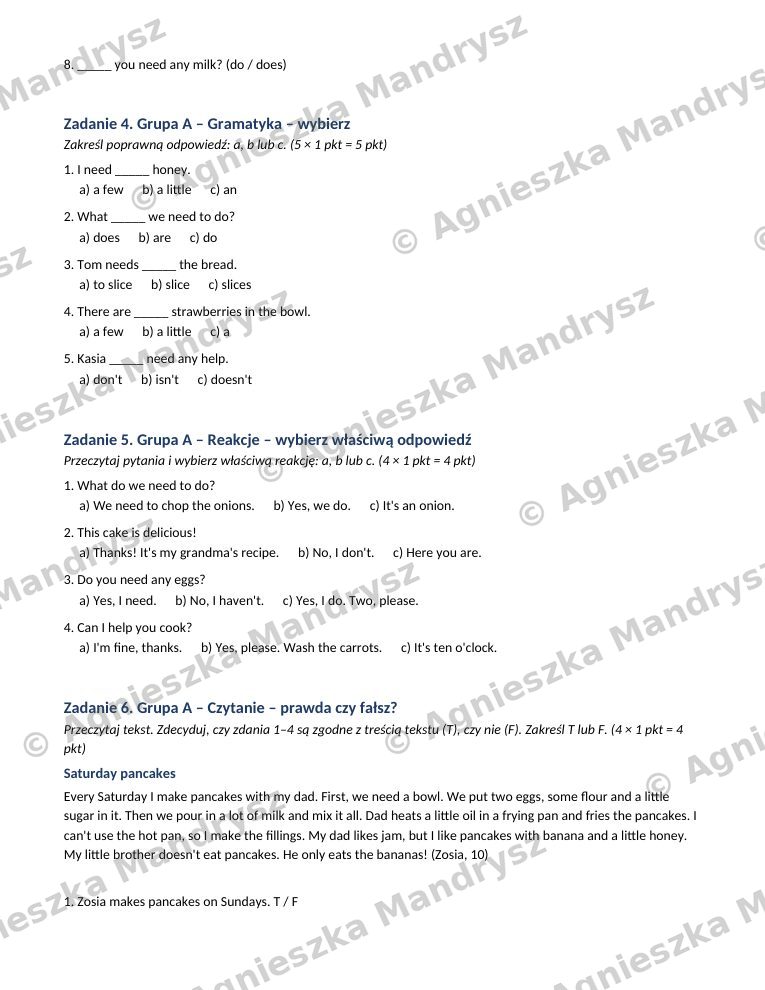 8. _____ you need any milk? (do / does)
Zadanie 4. Grupa A – Gramatyka – wybierz
Zakreśl poprawną odpowiedź: a, b lub c. (5 × 1 pkt = 5 pkt)
1. I need _____ honey.
a) a few b) a little c) an
2. What _____ we need to do?
a) does b) are c) do
3. Tom needs _____ the bread.
a) to slice b) slice c) slices
4. There are _____ strawberries in the bowl.
a) a few b) a little c) a
5. Kasia _____ need any help.
a) don't b) isn't c) doesn't
Zadanie 5. Grupa A – Reakcje – wybierz właściwą odpowiedź
Przeczytaj pytania i wybierz właściwą reakcję: a, b lub c. (4 × 1 pkt = 4 pkt)
1. What do we need to do?
a) We need to chop the onions. b) Yes, we do. c) It's an onion.
2. This cake is delicious!
a) Thanks! It's my grandma's recipe. b) No, I don't. c) Here you are.
3. Do you need any eggs?
a) Yes, I need. b) No, I haven't. c) Yes, I do. Two, please.
4. Can I help you cook?
a) I'm fine, thanks. b) Yes, please. Wash the carrots. c) It's ten o'clock.
Zadanie 6. Grupa A – Czytanie – prawda czy fałsz?
Przeczytaj tekst. Zdecyduj, czy zdania 1–4 są zgodne z treścią tekstu (T), czy nie (F). Zakreśl T lub F. (4 × 1 pkt = 4
pkt)
Saturday pancakes
Every Saturday I make pancakes with my dad. First, we need a bowl. We put two eggs, some flour and a little
sugar in it. Then we pour in a lot of milk and mix it all. Dad heats a little oil in a frying pan and fries the pancakes. I
can't use the hot pan, so I make the fillings. My dad likes jam, but I like pancakes with banana and a little honey.
My little brother doesn't eat pancakes. He only eats the bananas! (Zosia, 10)
1. Zosia makes pancakes on Sundays. T / F
© Agnieszka Mandrysz